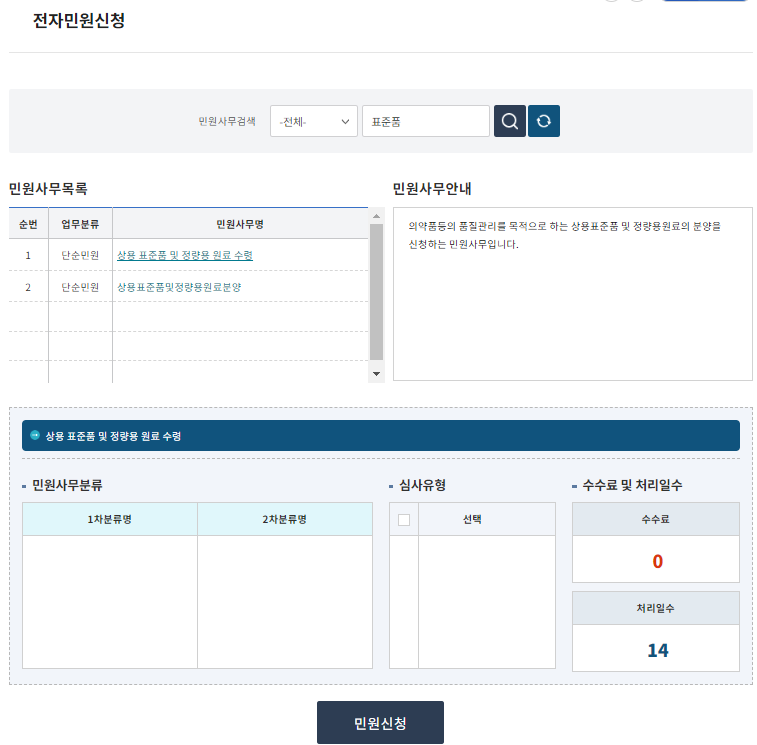 전자민원신청
민원사무검색 -전체- 표준품
민원사무목록
순번 업무분류 민원사무명
1 단순민원 상용 표준품 및 정량용 원료 수령
2 단순민원 상용표준품및정량용원료분양
민원사무안내
의약품등의 품질관리를 목적으로 하는 상용표준품 및 정량용원료의 분양을
신청하는 민원사무입니다.
상용 표준품 및 정량용 원료 수령
민원사무분류
1차분류명 2차분류명
심사유형
선택
수수료 및 처리일수
수수료
0
처리일수
14
민원신청